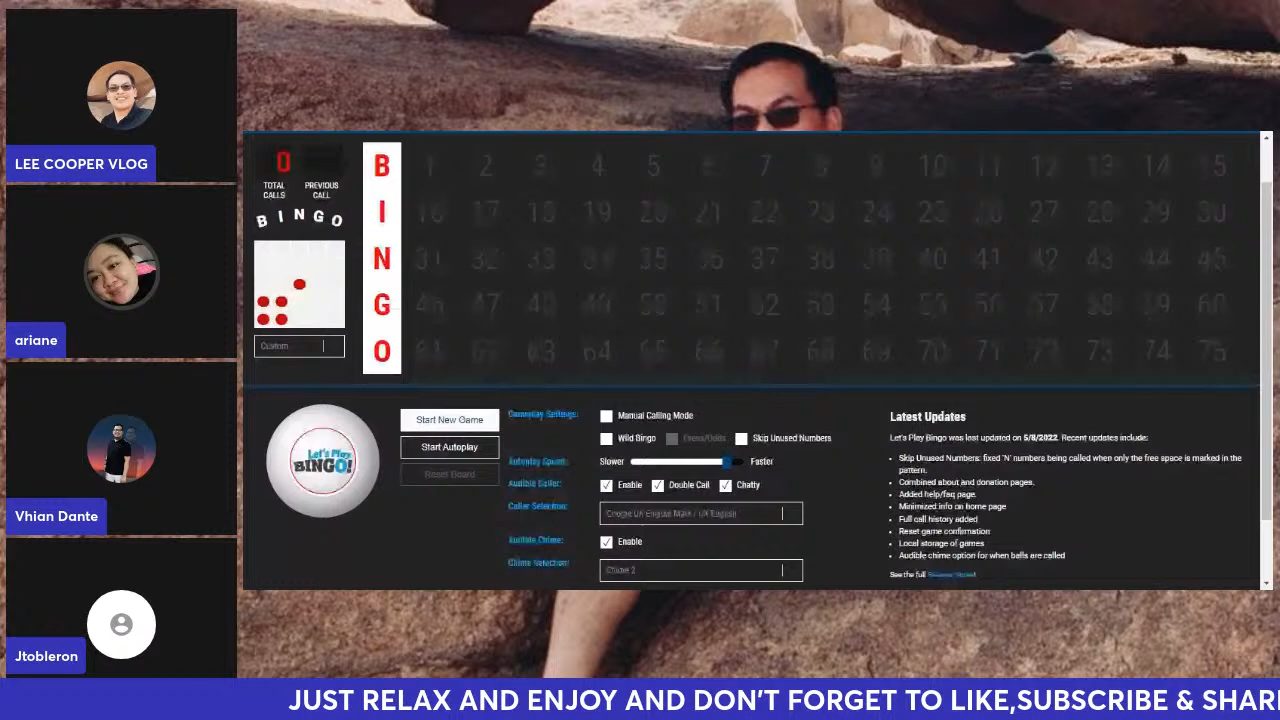 LEE COOPER VLOG
ariane
Vhian Dante
Jtobleron
0
TOTAL CALLS
PREVIOUS CALL
BINGO
Custom
B 1 2 3 4 5 6 7 8 9 10 11 12 13 14 15
I 16 17 18 19 20 21 22 23 24 25 26 27 28 29 30
N 31 32 33 34 35 36 37 38 39 40 41 42 43 44 45
G 46 47 48 49 50 51 52 53 54 55 56 57 58 59 60
O 61 62 63 64 65 66 67 68 69 70 71 72 73 74 75
Let's Play
BINGO!
Start New Game
Start Autoplay
Reset Board
Gameplay Settings:
Manual Calling Mode
Wild Bingo
Evens/Odds
Skip Unused Numbers
Autoplay Speed:
Slower
Faster
Audible Caller:
Enable
Double Call
Chatty
Caller Selection:
Google UK English Male / UK English
Audible Chime:
Enable
Chime Selection:
Chime 2
Latest Updates
Let's Play Bingo was last updated on 5/8/2022. Recent updates include:
• Skip Unused Numbers: fixed 'N' numbers being called when only the free space is marked in the
pattern.
• Combined about and donation pages.
• Added help/faq page.
• Minimized info on home page
• Full call history added
• Reset game confirmation
• Local storage of games
• Audible chime option for when balls are called
See the full
JUST RELAX AND ENJOY AND DON'T FORGET TO LIKE,SUBSCRIBE & SHAR